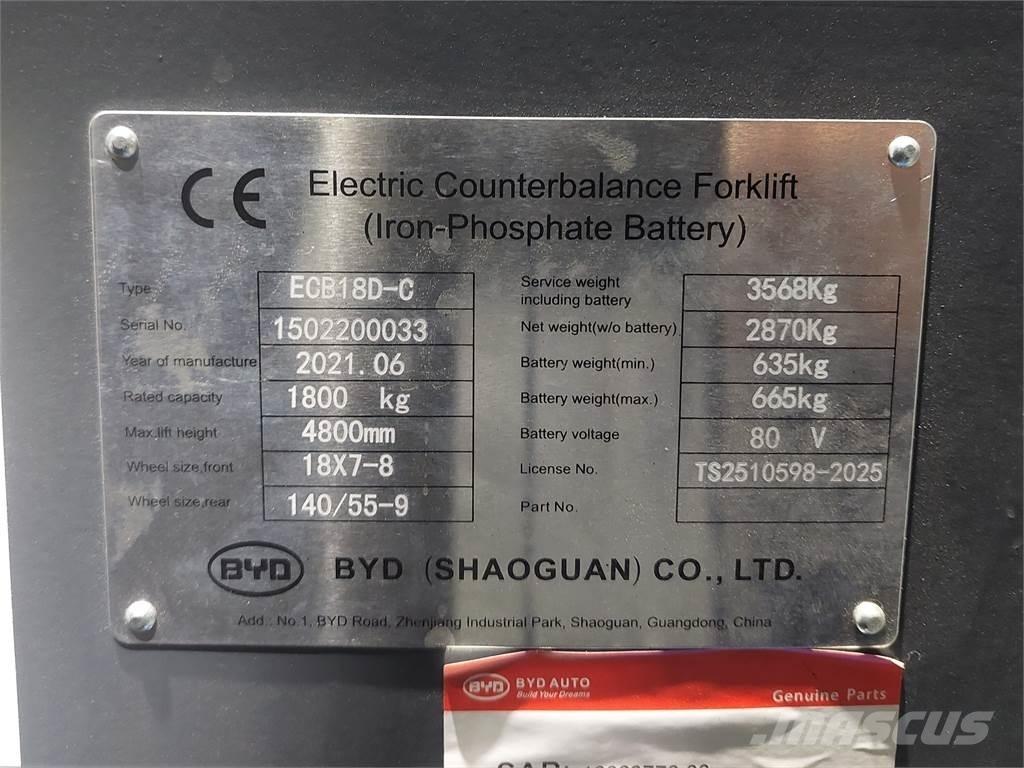 CE Electric Counterbalance Forklift
(Iron-Phosphate Battery)
Type ECB18D-C
Serial No. 1502200033
Year of manufacture 2021.06
Rated capacity 1800 kg
Max.lift height 4800mm
Wheel size,front 18X7-8
Wheel size,rear 140/55-9
Service weight
including battery 3568Kg
Net weight(w/o battery) 2870Kg
Battery weight(min.) 635kg
Battery weight(max.) 665kg
Battery voltage 80 V
License No. TS2510598-2025
Part No.
BYD BYD (SHAOGUAN) CO., LTD.
Add.: No.1, BYD Road, Zhenjiang Industrial Park, Shaoguan, Guangdong, China
BYD BYD AUTO
Build Your Dreams
Genuine Parts
MASCUS